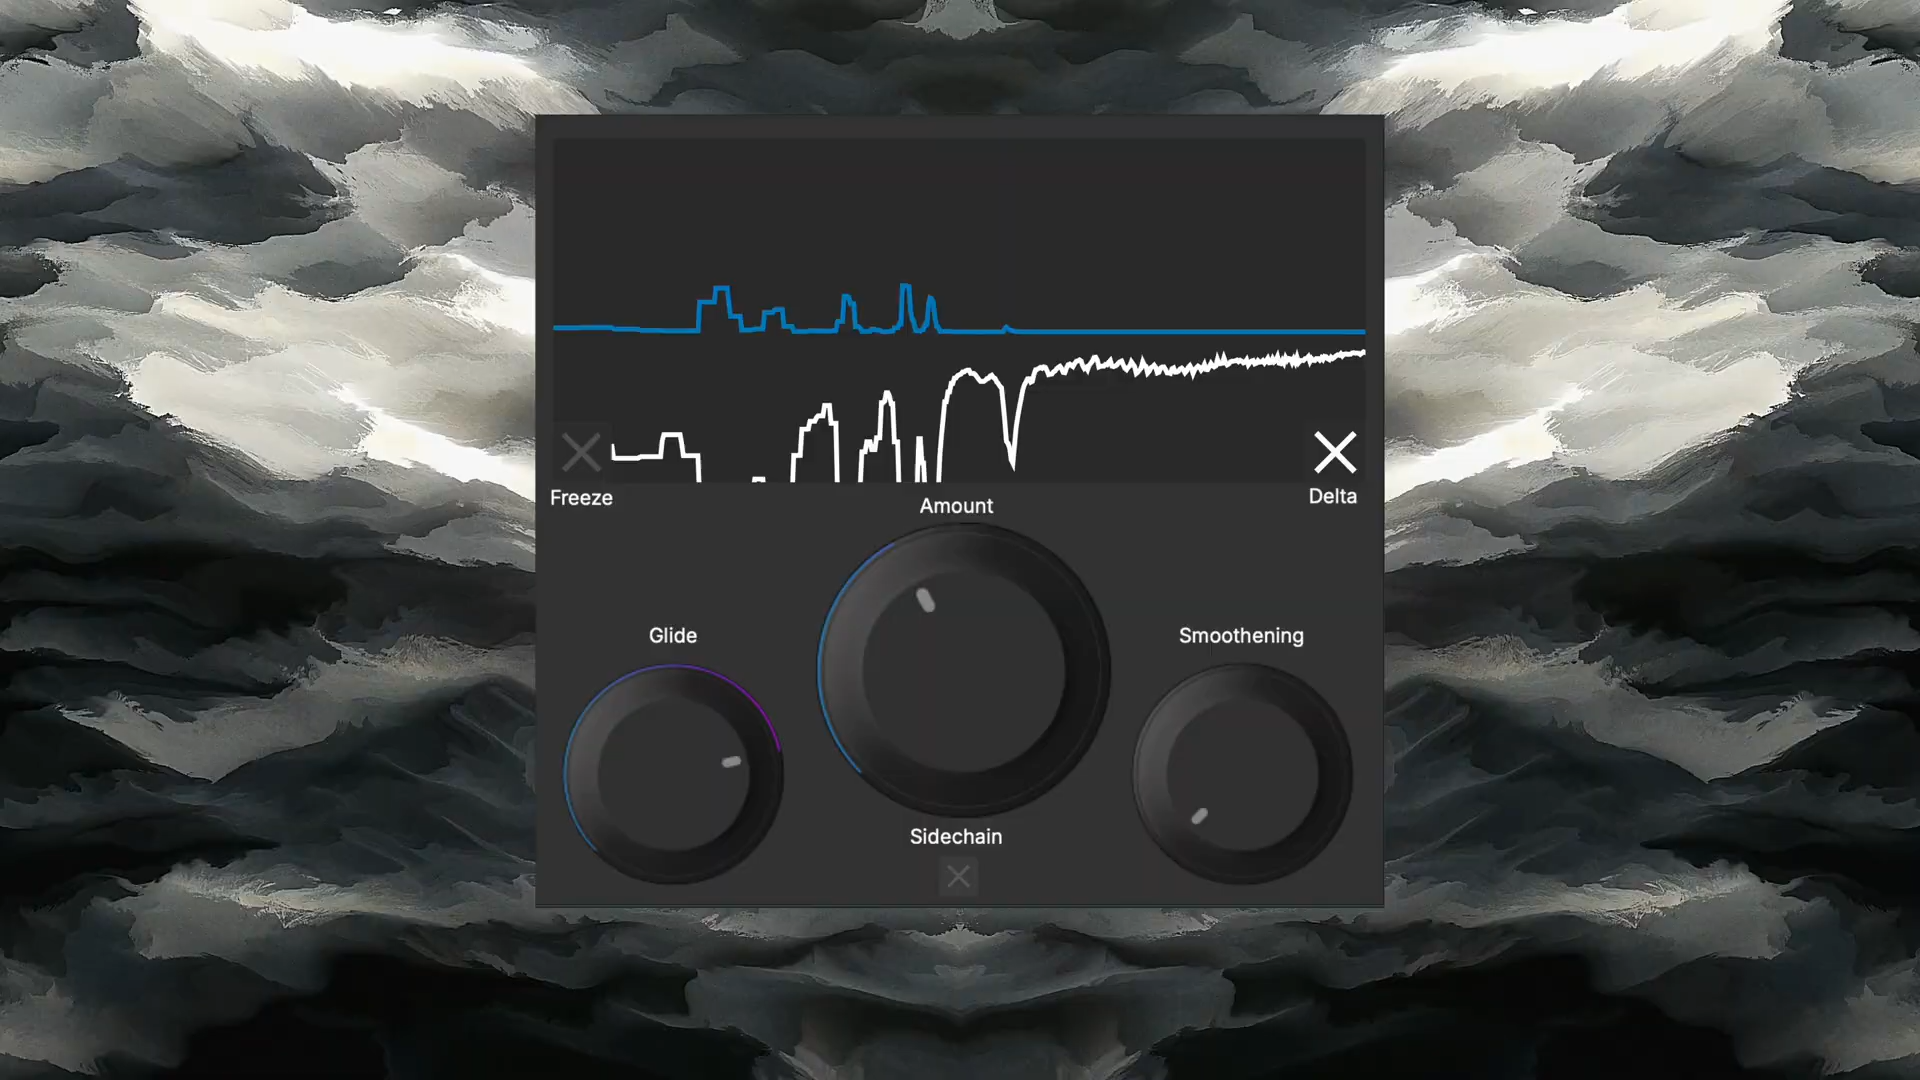 Freeze
Delta
Amount
Glide
Smoothening
Sidechain